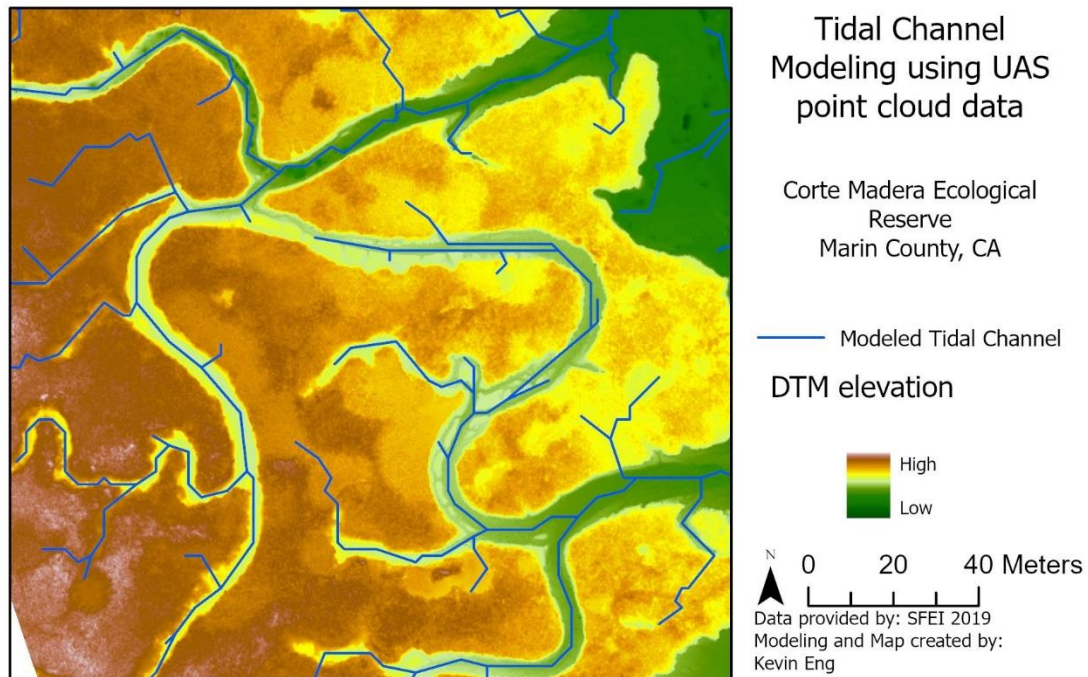 Tidal Channel
Modeling using UAS
point cloud data
Corte Madera Ecological
Reserve
Marin County, CA
Modeled Tidal Channel
DTM elevation
High
Low
N
0 20 40 Meters
Data provided by: SFEI 2019
Modeling and Map created by:
Kevin Eng